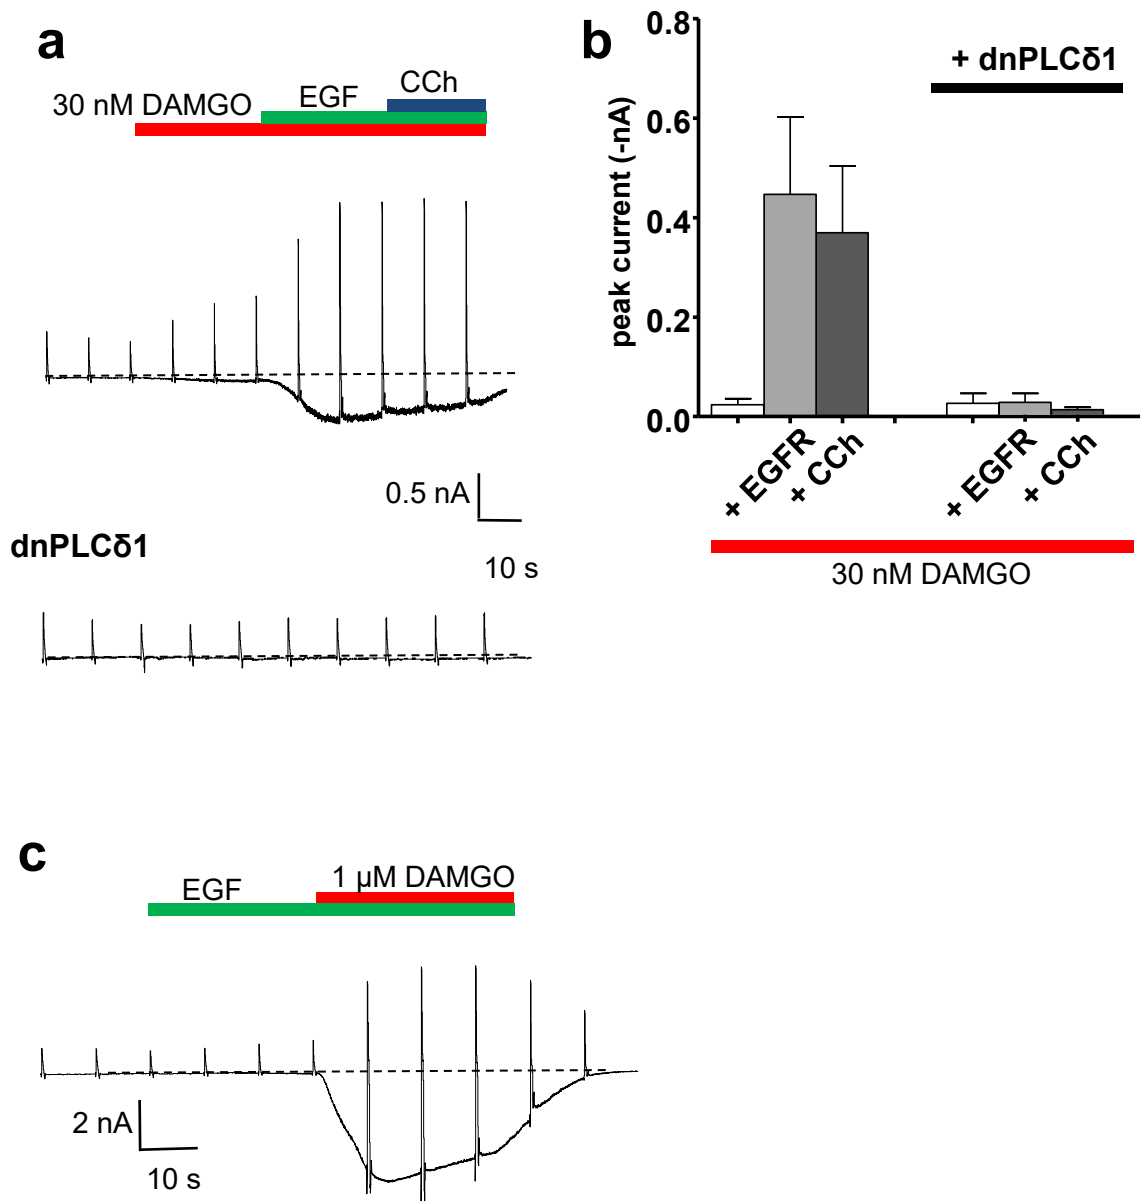 a
30 nM DAMGO
EGF
CCh
0.5 nA
10 s
dnPLCδ1
b
+ dnPLCδ1
peak current (-nA)
0.8
0.6
0.4
0.2
0.0
+ EGFR
+ CCh
+ EGFR
+ CCh
30 nM DAMGO
c
EGF
1 µM DAMGO
2 nA
10 s